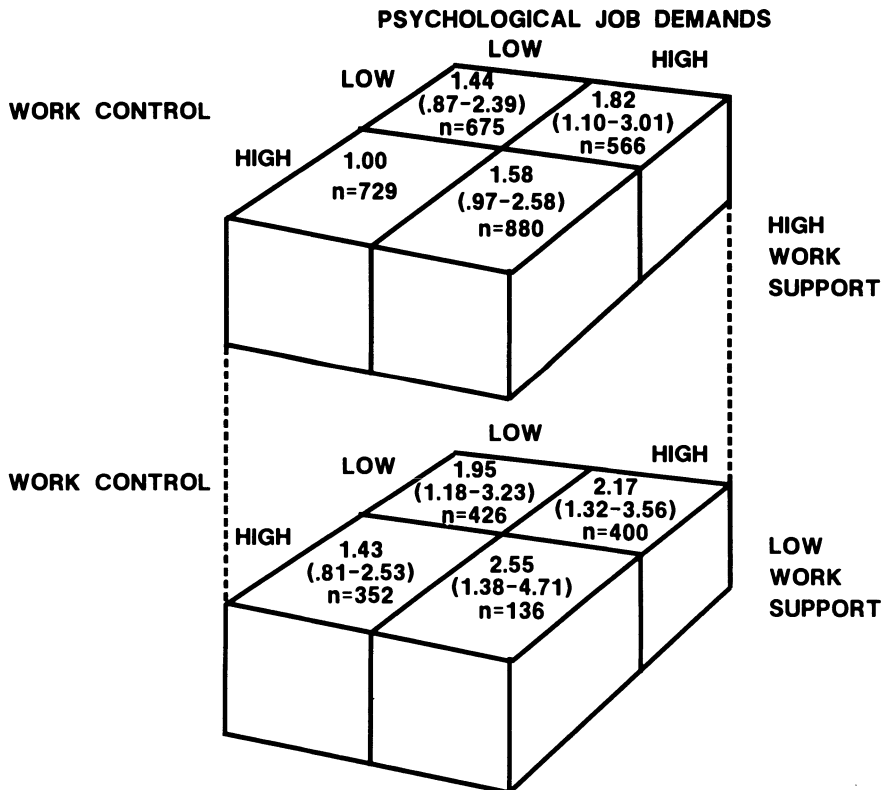 PSYCHOLOGICAL JOB DEMANDS
LOW
HIGH
LOW
WORK CONTROL
HIGH
1.44
(.87-2.39)
n=675
1.82
(1.10-3.01)
n=566
1.00
n=729
1.58
(.97-2.58)
n=880
HIGH
WORK
SUPPORT
LOW
HIGH
LOW
WORK CONTROL
HIGH
1.95
(1.18-3.23)
n=426
2.17
(1.32-3.56)
n=400
1.43
(.81-2.53)
n=352
2.55
(1.38-4.71)
n=136
LOW
WORK
SUPPORT